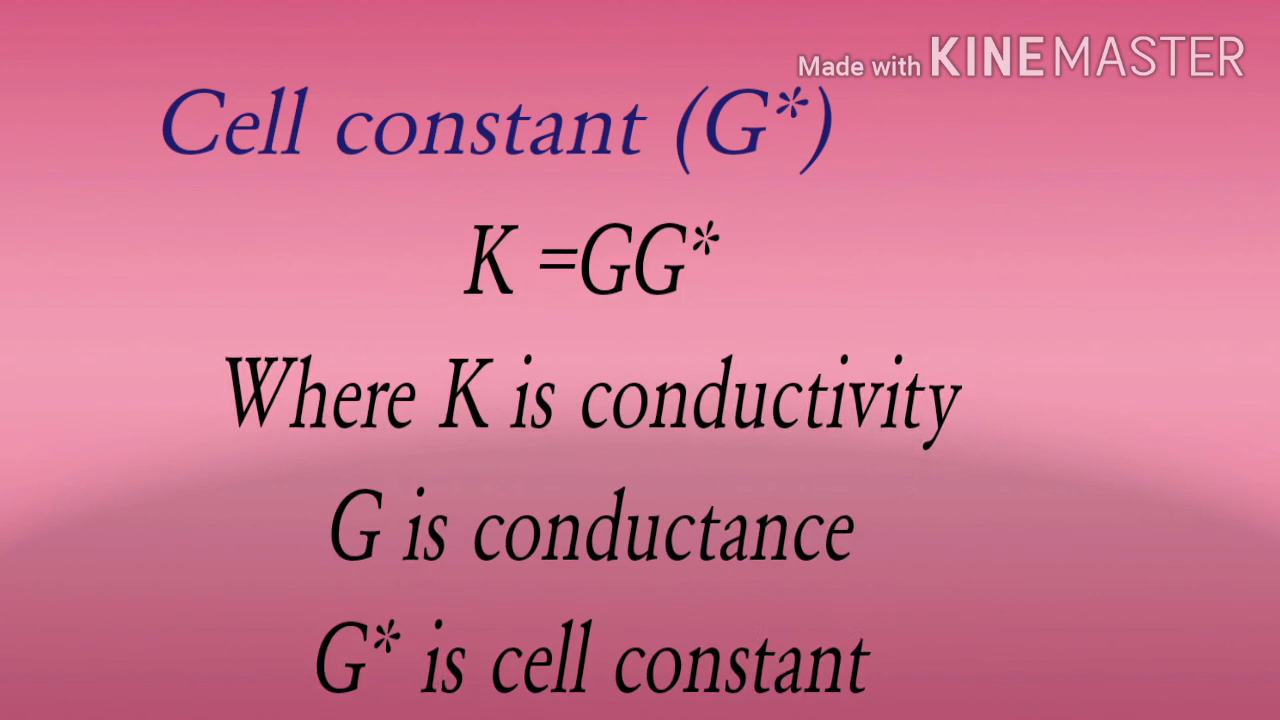 Made with KINEMASTER
Cell constant (G*)
K =GG*
Where K is conductivity
G is conductance
G* is cell constant